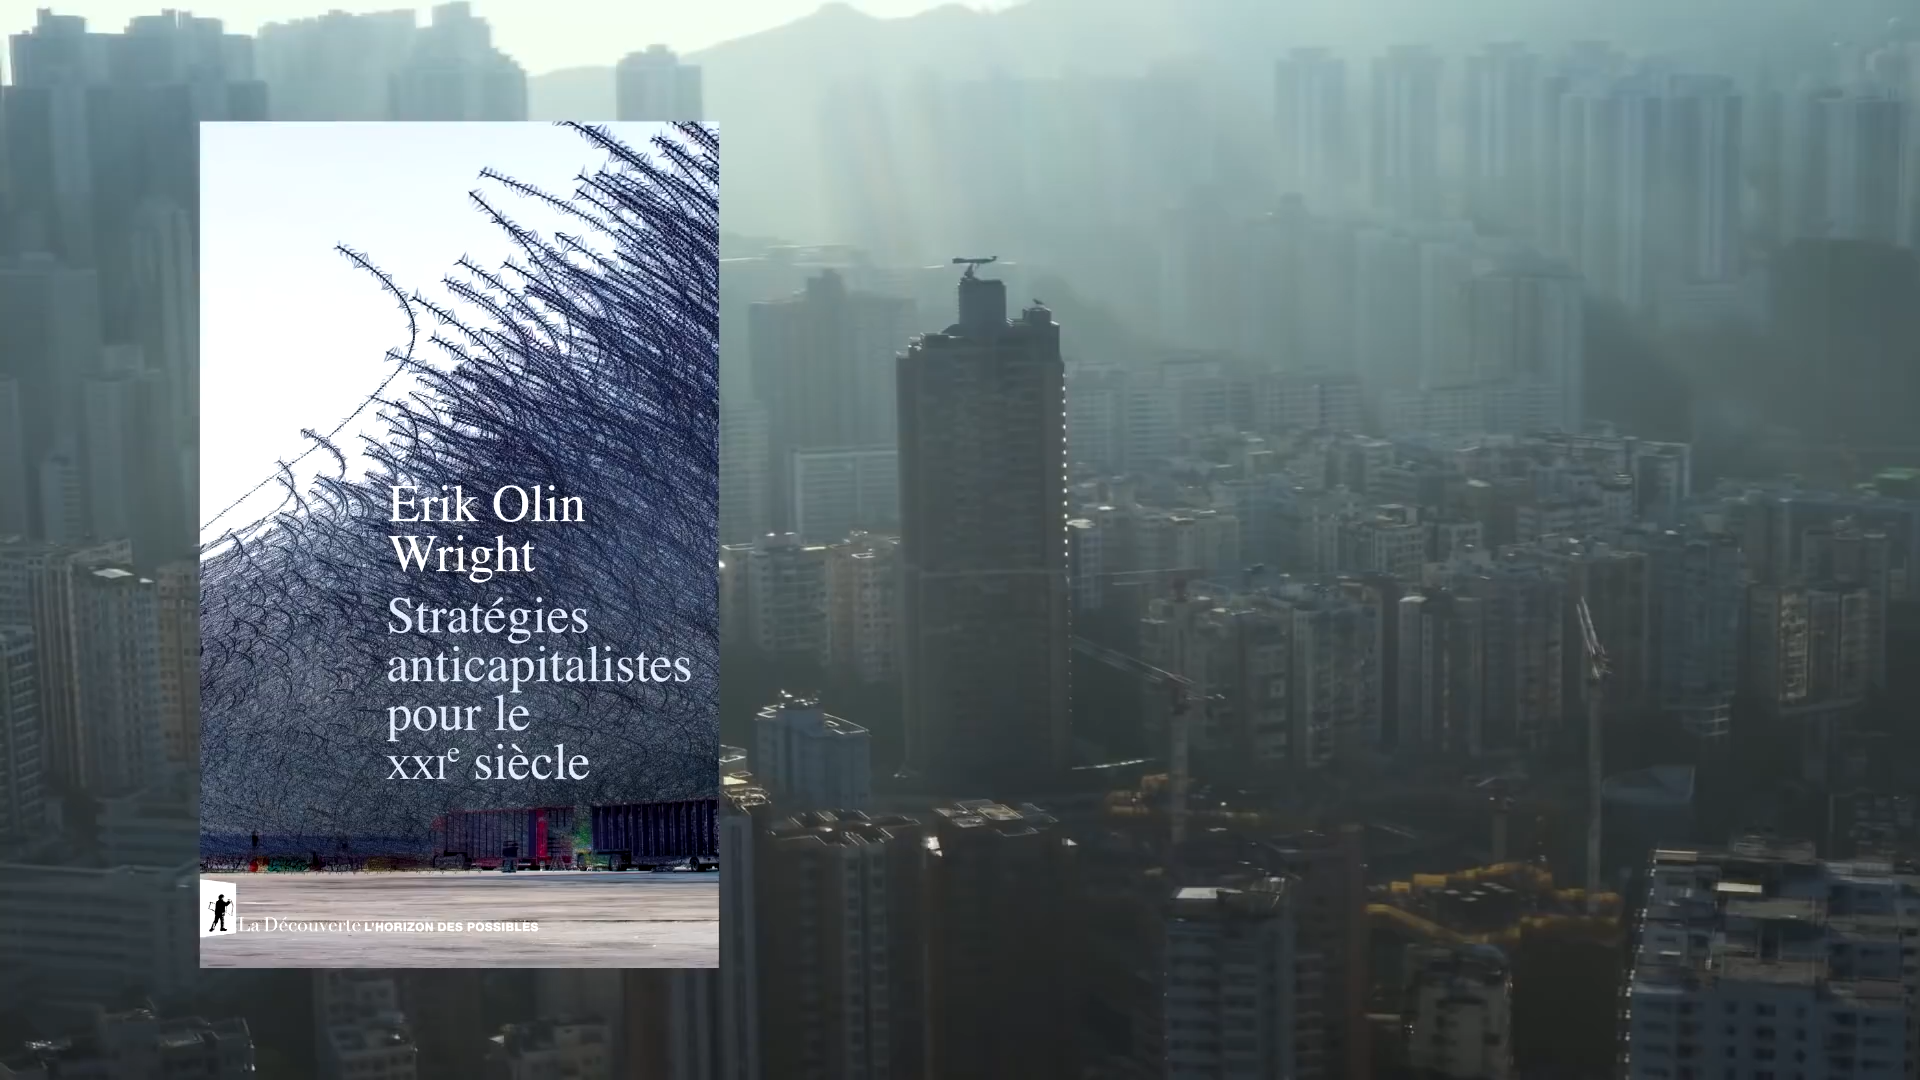 Erik Olin
Wright
Stratégies
anticapitalistes
pour le
XXIe siècle
La Découverte L'HORIZON DES POSSIBLES